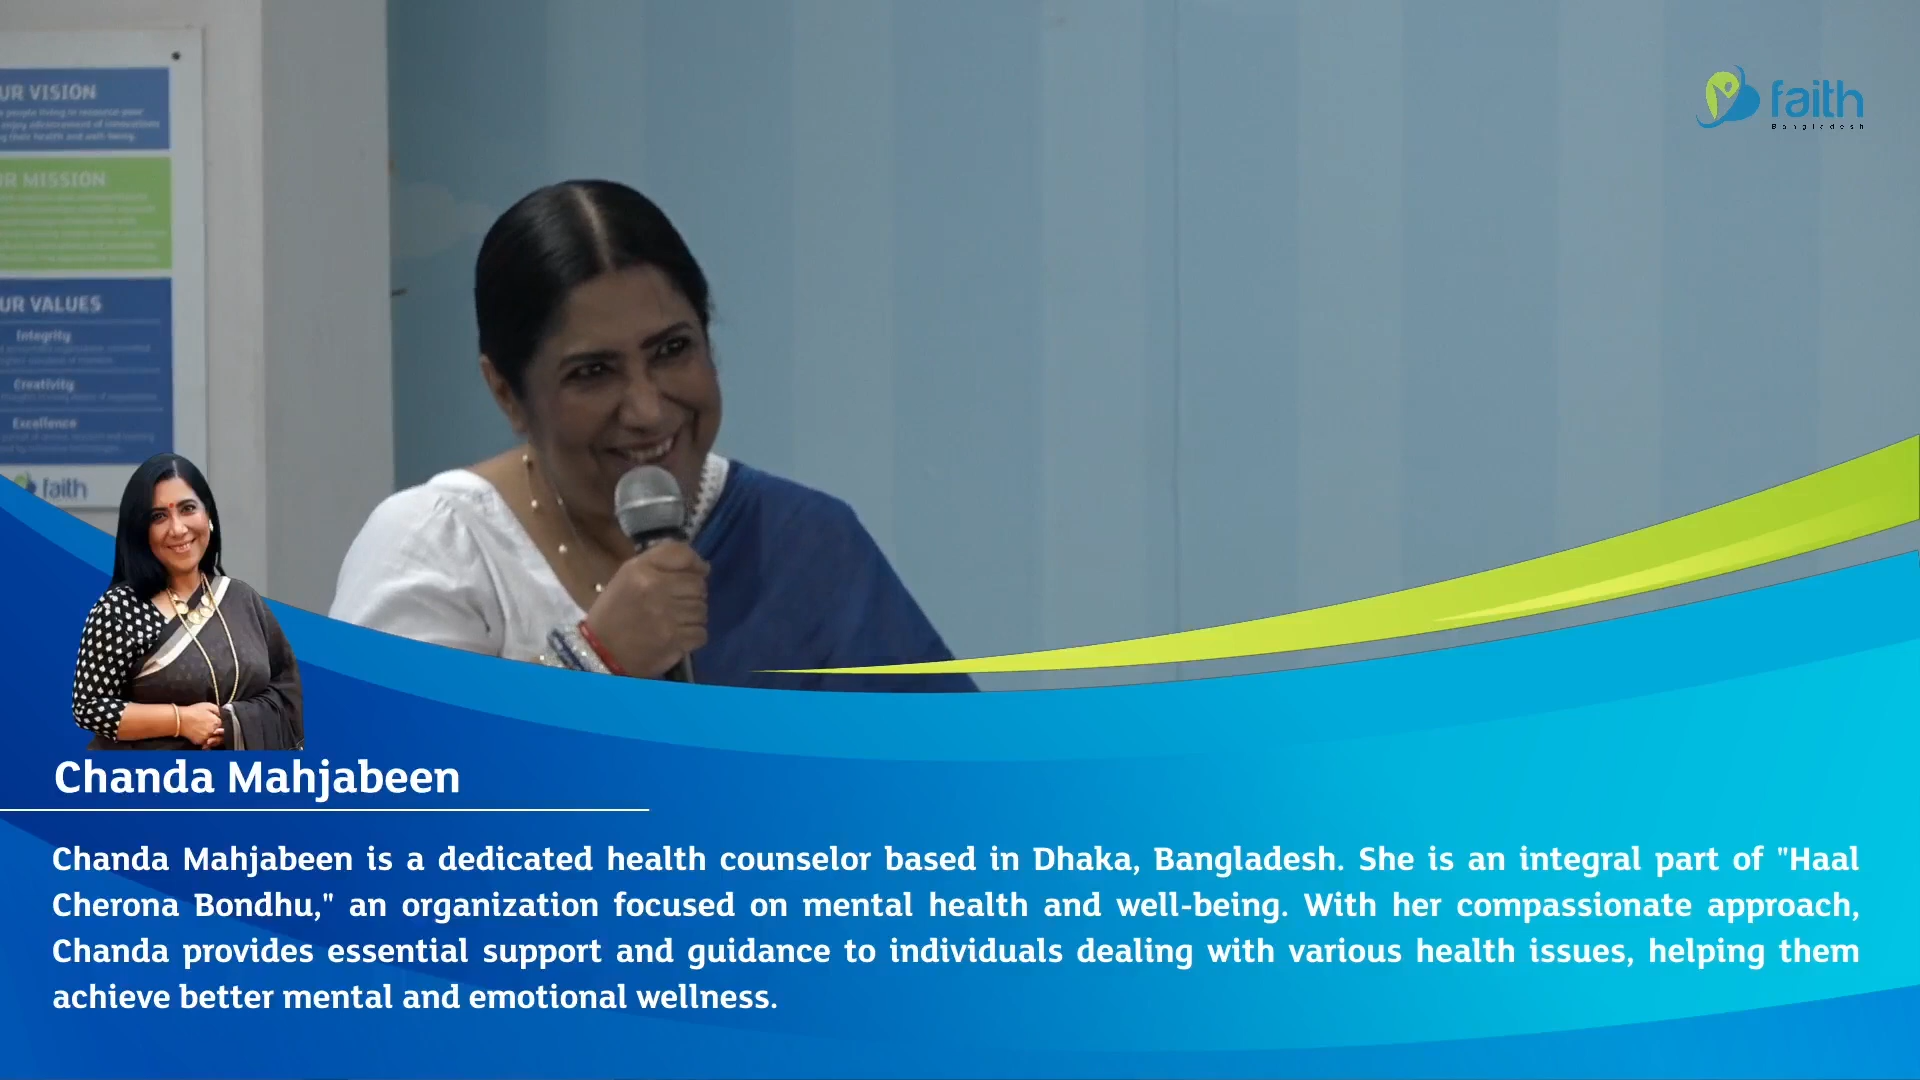 UR VISION
UR MISSION
UR VALUES
Integrity
Creativity
Excellence
faith
faith
Bangladesh
Chanda Mahjabeen
Chanda Mahjabeen is a dedicated health counselor based in Dhaka, Bangladesh. She is an integral part of "Haal
Cherona Bondhu," an organization focused on mental health and well-being. With her compassionate approach,
Chanda provides essential support and guidance to individuals dealing with various health issues, helping them
achieve better mental and emotional wellness.